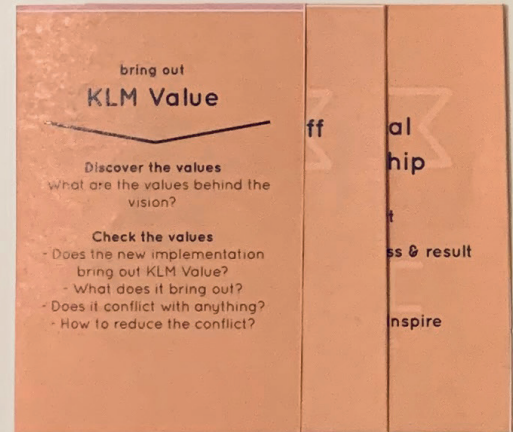 bring out
KLM Value
Discover the values
What are the values behind the
vision?
Check the values
- Does the new implementation
bring out KLM Value?
- What does it bring out?
- Does it conflict with anything?
- How to reduce the conflict?
ff
al
hip
t
ss & result
nspire